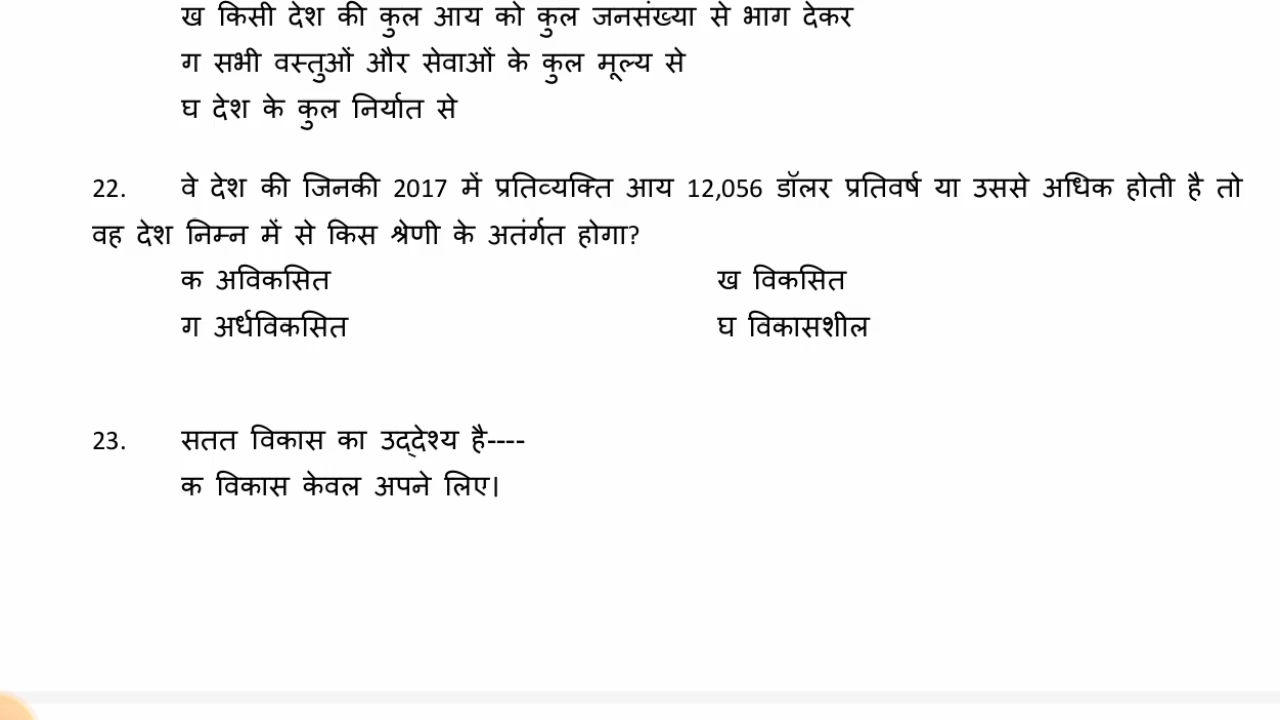 ख किसी देश की कुल आय को कुल जनसंख्या से भाग देकर
ग सभी वस्तुओं और सेवाओं के कुल मूल्य से
घ देश के कुल निर्यात से
22. वे देश की जिनकी 2017 में प्रतिव्यक्ति आय 12,056 डॉलर प्रतिवर्ष या उससे अधिक होती है तो
वह देश निम्न में से किस श्रेणी के अतंर्गत होगा?
क अविकसित ख विकसित
ग अर्धविकसित घ विकासशील
23. सतत विकास का उद्देश्य है----
क विकास केवल अपने लिए।